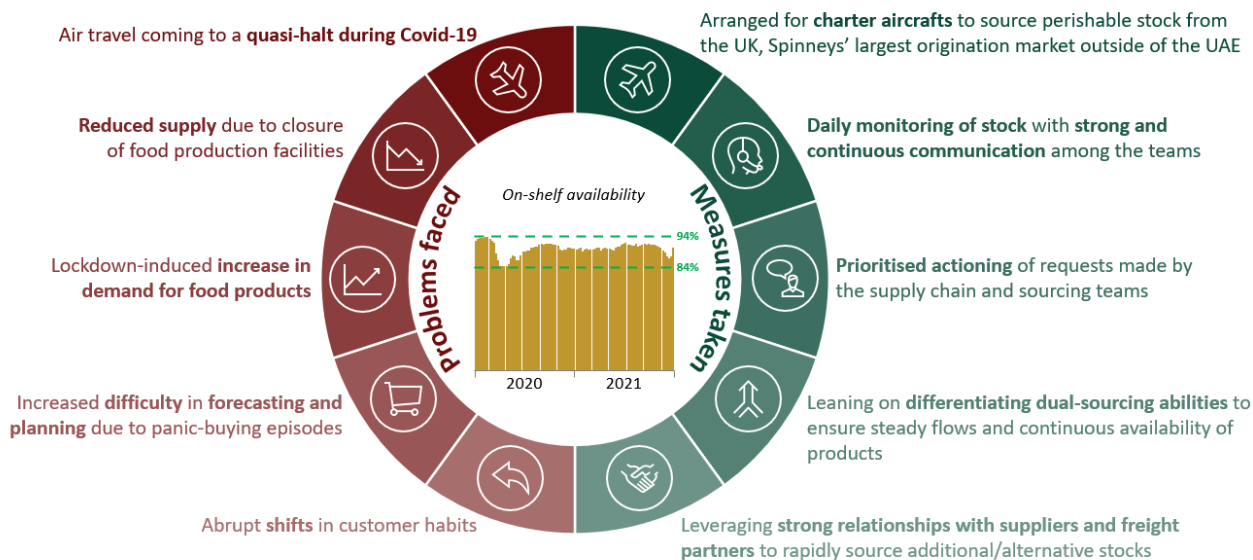 Air travel coming to a quasi-halt during Covid-19
Reduced supply due to closure
of food production facilities
Lockdown-induced increase in
demand for food products
Increased difficulty in forecasting and
planning due to panic-buying episodes
Abrupt shifts in customer habits
Problems faced
On-shelf availability
94%
84%
2020
2021
Measures taken
Arranged for charter aircrafts to source perishable stock from
the UK, Spinneys’ largest origination market outside of the UAE
Daily monitoring of stock with strong and
continuous communication among the teams
Prioritised actioning of requests made by
the supply chain and sourcing teams
Leaning on differentiating dual-sourcing abilities to
ensure steady flows and continuous availability of
products
Leveraging strong relationships with suppliers and freight
partners to rapidly source additional/alternative stocks